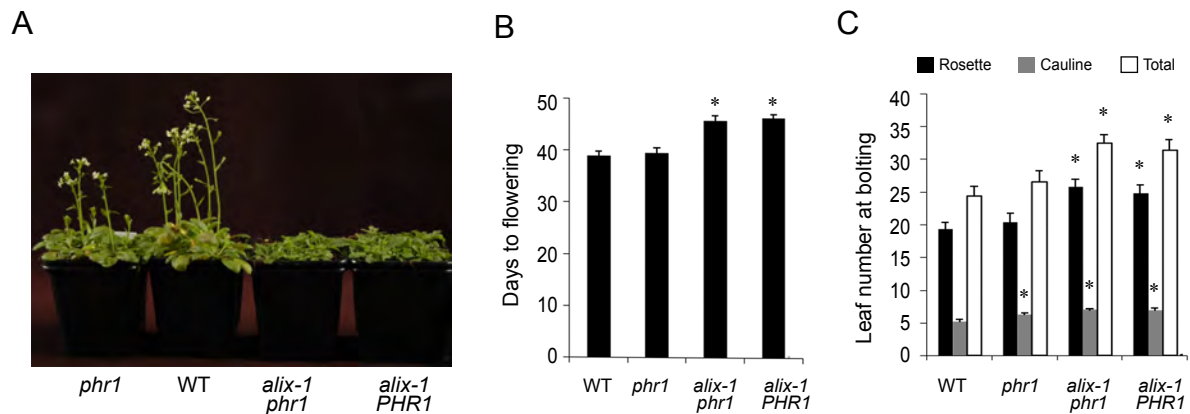 A
phr1 WT alix-1 phr1 alix-1 PHR1
B
Days to flowering
50
40
30
20
10
0
* *
WT phr1 alix-1 phr1 alix-1 PHR1
C
Rosette Cauline Total
Leaf number at bolting
40
35
30
25
20
15
10
5
0
* * * * * * *
WT phr1 alix-1 phr1 alix-1 PHR1